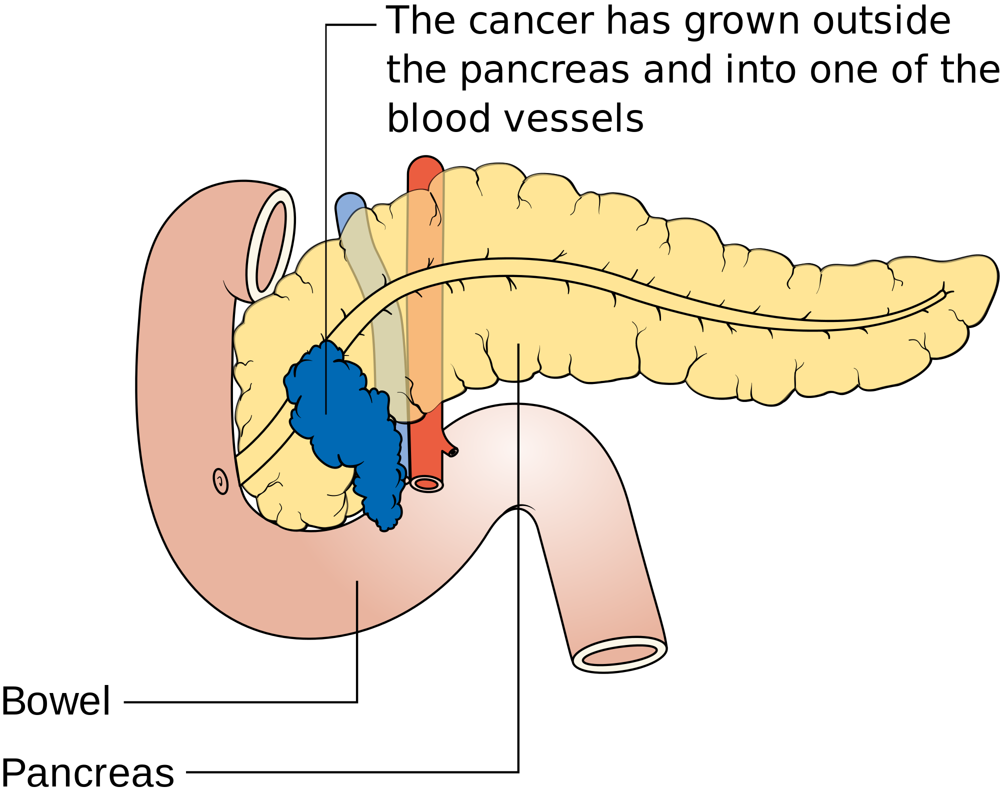 The cancer has grown outside
the pancreas and into one of the
blood vessels
Bowel
Pancreas